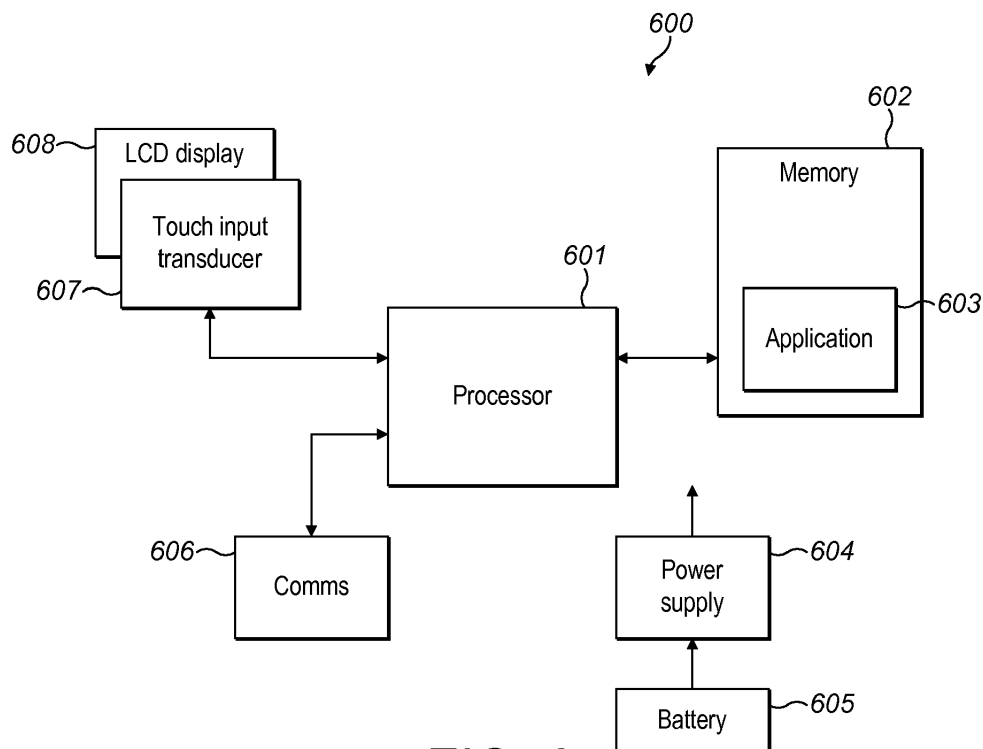 600
602
608
LCD display
Memory
Touch input
transducer
601
607
603
Application
Processor
606
604
Comms
Power
supply
605
Battery